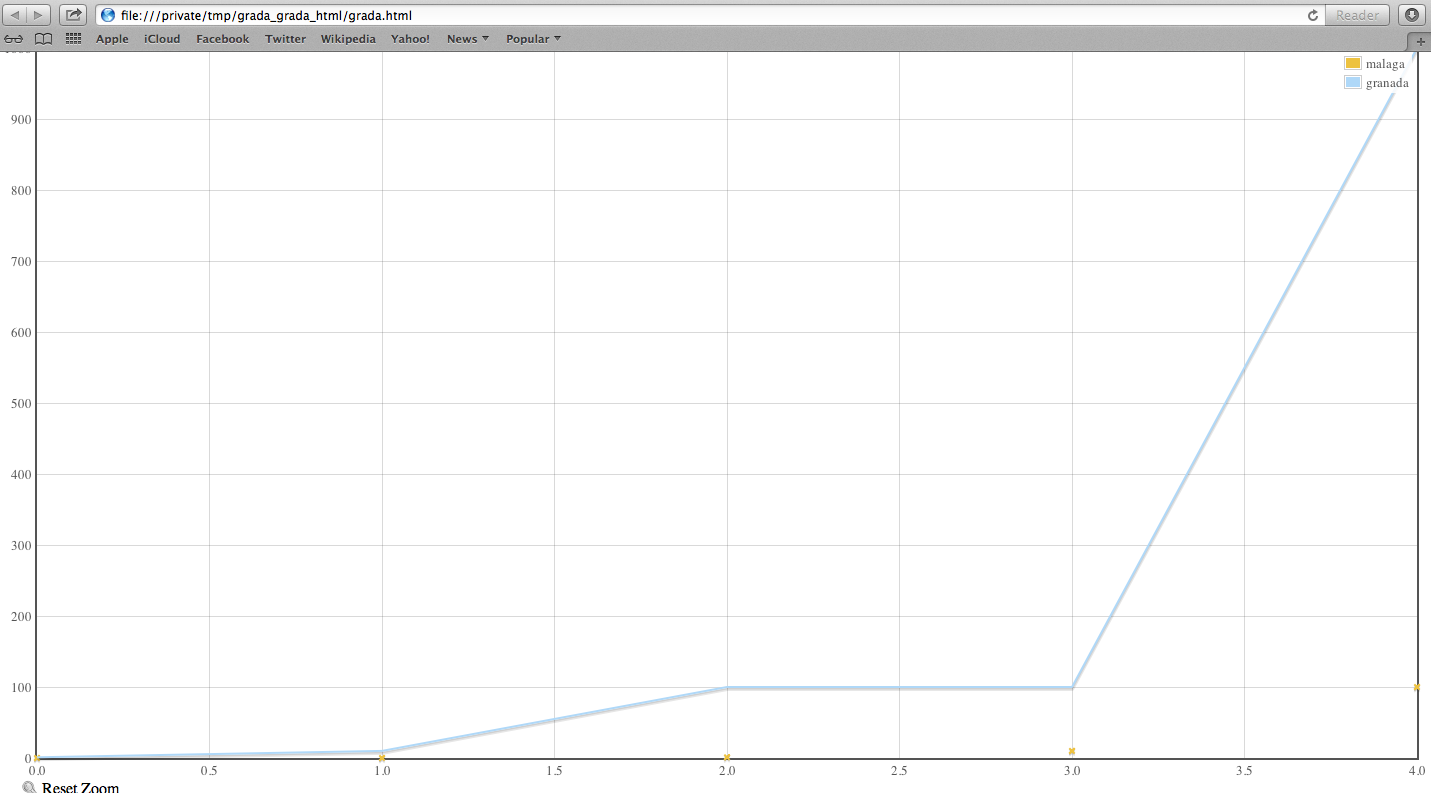 file:///private/tmp/grada_grada_html/grada.html
Reader
Apple iCloud Facebook Twitter Wikipedia Yahoo! News Popular
malaga
granada
900
800
700
600
500
400
300
200
100
0
0.0 0.5 1.0 1.5 2.0 2.5 3.0 3.5 4.0
Reset Zoom